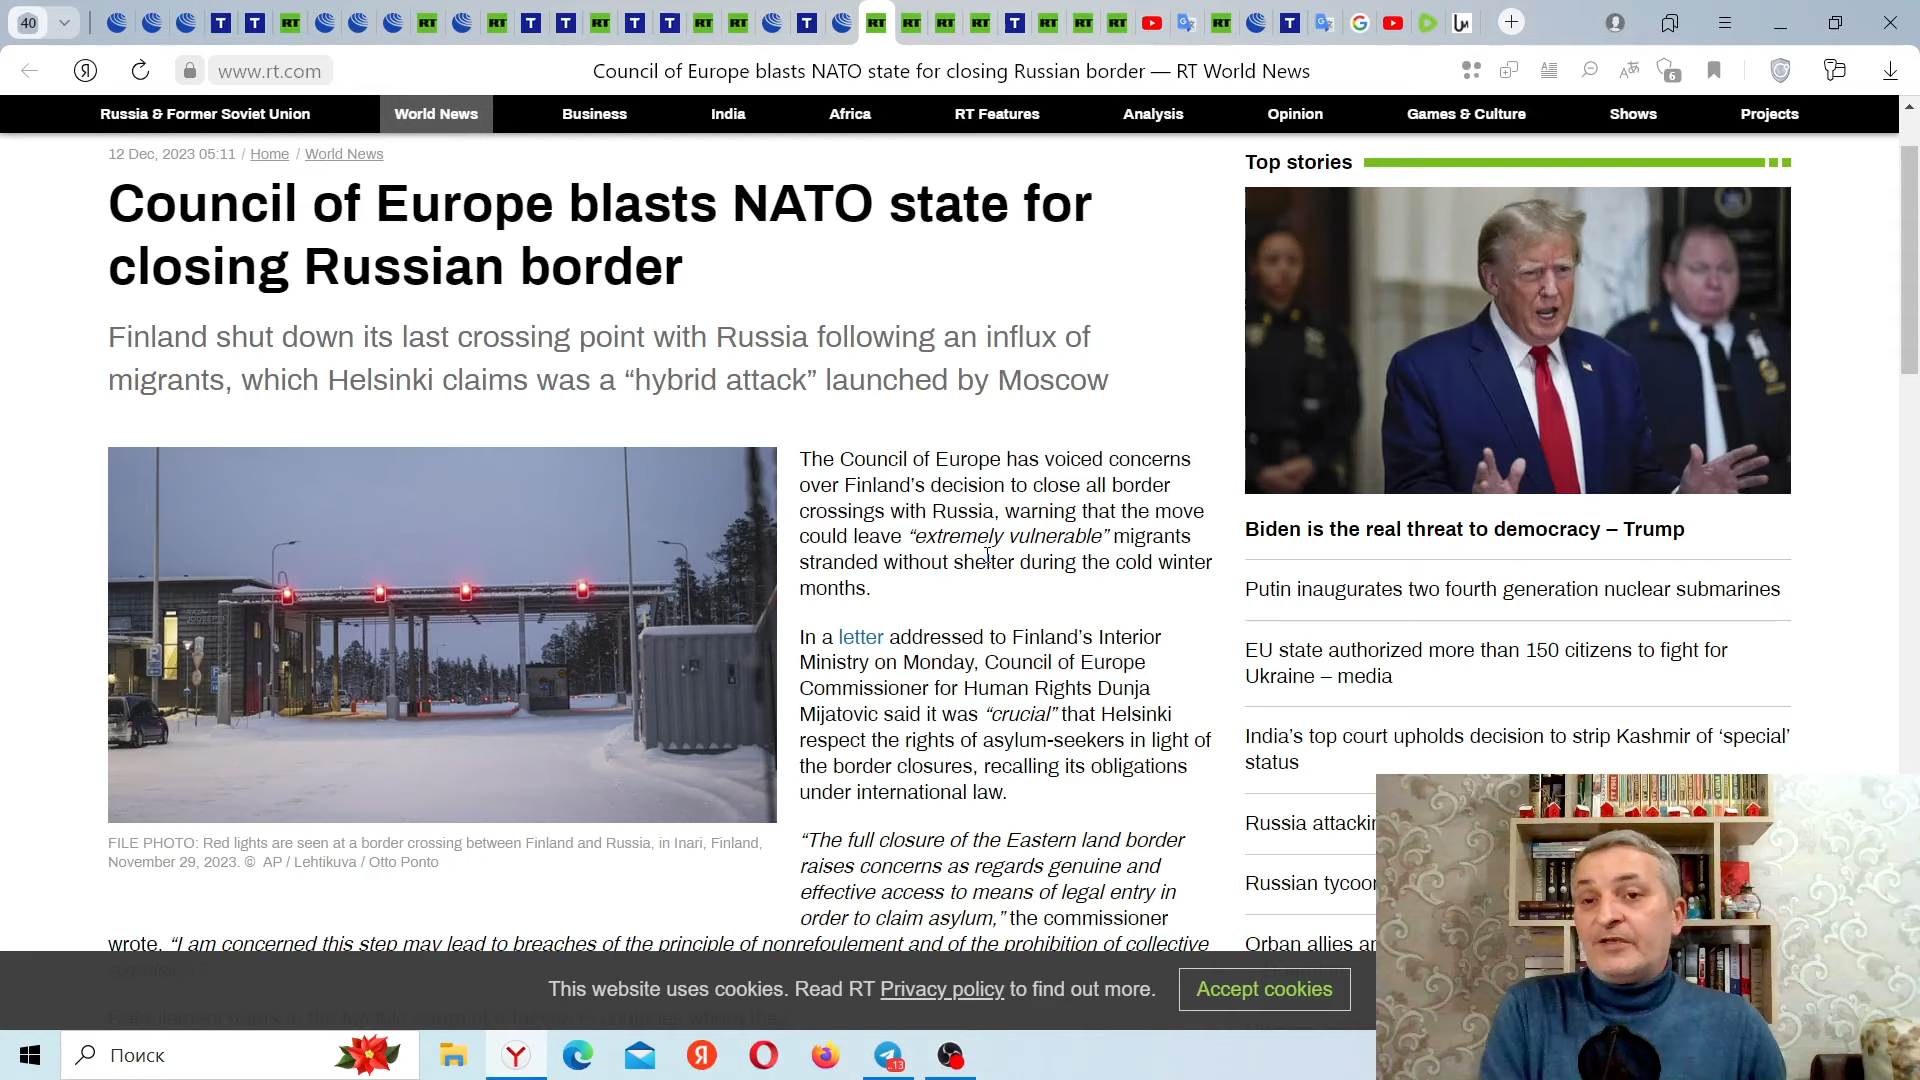 40
www.rt.com
Council of Europe blasts NATO state for closing Russian border — RT World News
6
Russia & Former Soviet Union
World News
Business
India
Africa
RT Features
Analysis
Opinion
Games & Culture
Shows
Projects
12 Dec, 2023 05:11 / Home / World News
Council of Europe blasts NATO state for
closing Russian border
Finland shut down its last crossing point with Russia following an influx of
migrants, which Helsinki claims was a “hybrid attack” launched by Moscow
The Council of Europe has voiced concerns
over Finland’s decision to close all border
crossings with Russia, warning that the move
could leave “extremely vulnerable” migrants
stranded without shelter during the cold winter
months.
In a letter addressed to Finland’s Interior
Ministry on Monday, Council of Europe
Commissioner for Human Rights Dunja
Mijatovic said it was “crucial” that Helsinki
respect the rights of asylum-seekers in light of
the border closures, recalling its obligations
under international law.
“The full closure of the Eastern land border
raises concerns as regards genuine and
effective access to means of legal entry in
order to claim asylum,” the commissioner
wrote. “I am concerned this step may lead to breaches of the principle of nonrefoulement and of the prohibition of collective
FILE PHOTO: Red lights are seen at a border crossing between Finland and Russia, in Inari, Finland,
November 29, 2023. © AP / Lehtikuva / Otto Ponto
Top stories
Biden is the real threat to democracy – Trump
Putin inaugurates two fourth generation nuclear submarines
EU state authorized more than 150 citizens to fight for
Ukraine – media
India’s top court upholds decision to strip Kashmir of ‘special’
status
Russia
Russian
Orban allies
This website uses cookies. Read RT Privacy policy to find out more.
Accept cookies
Поиск